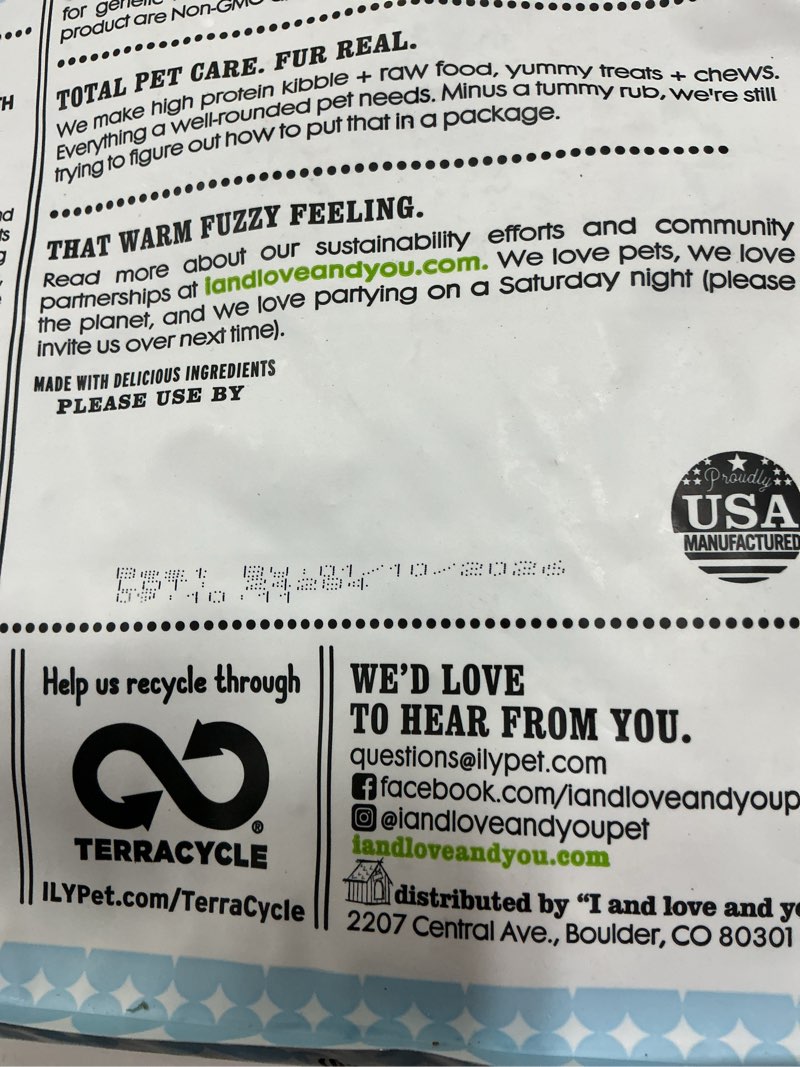 for generic
product are Non-GMO
TOTAL PET CARE. FUR REAL.
We make high protein kibble + raw food, yummy treats + chews.
Everything a well-rounded pet needs. Minus a tummy rub, we're still
trying to figure out how to put that in a package.
THAT WARM FUZZY FEELING.
Read more about our sustainability efforts and community
partnerships at iandloveandyou.com. We love pets, we love
the planet, and we love partying on a Saturday night (please
invite us over next time).
MADE WITH DELICIOUS INGREDIENTS
PLEASE USE BY
Proudly
USA
MANUFACTURED
/10/2026
Help us recycle through
®
TERRACYCLE
ILYPet.com/TerraCycle
WE'D LOVE
TO HEAR FROM YOU.
questions@ilypet.com
facebook.com/iandloveandyoup
@iandloveandyoupet
iandloveandyou.com
distributed by "I and love and yo
2207 Central Ave., Boulder, CO 80301